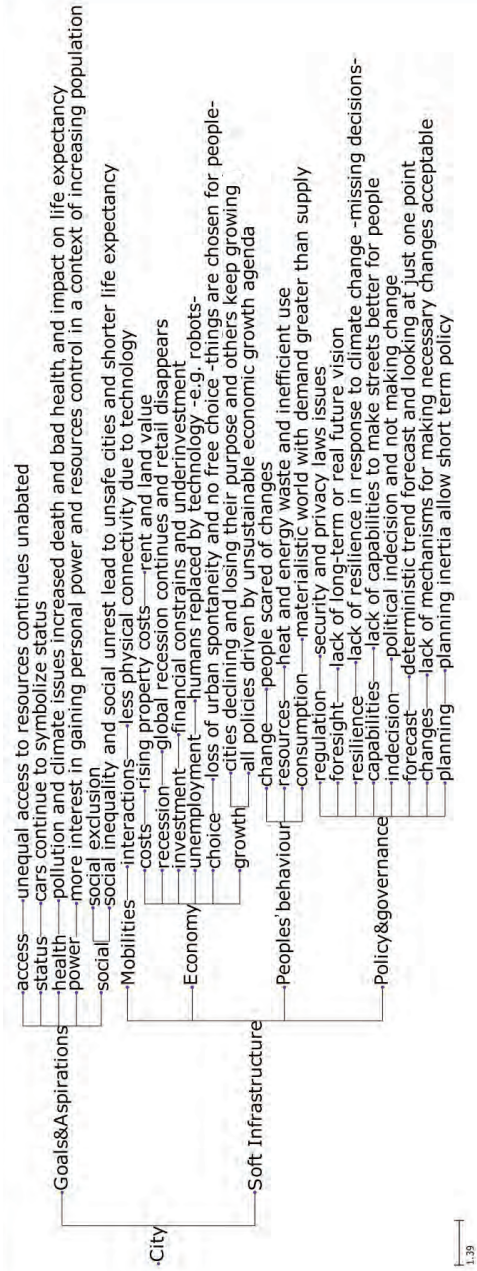 City
Goals&Aspirations
access
unequal access to resources continues unabated
status
cars continue to symbolize status
health
pollution and climate issues increased death and bad health, and impact on life expectancy
power
more interest in gaining personal power and resources control in a context of increasing population
social
social exclusion
social inequality and social unrest lead to unsafe cities and shorter life expectancy
Soft Infrastructure
Mobilities
interactions
less physical connectivity due to technology
Economy
costs
rising property costs
rent and land value
recession
global recession continues and retail disappears
investment
financial constrains and underinvestment
unemployment
humans replaced by technology -e.g. robots-
choice
loss of urban spontaneity and no free choice -things are chosen for people-
growth
cities declining and losing their purpose and others keep growing
all policies driven by unsustainable economic growth agenda
Peoples'behaviour
change
people scared of changes
resources
heat and energy waste and inefficient use
consumption
materialistic world with demand greater than supply
Policy&governance
regulation
security and privacy laws issues
foresight
lack of long-term or real future vision
resilience
lack of resilience in response to climate change -missing decisions-
capabilities
lack of capabilities to make streets better for people
indecision
political indecision and not making change
forecast
deterministic trend forecast and looking at just one point
changes
lack of mechanisms for making necessary changes acceptable
planning
planning inertia allow short term policy
1.39